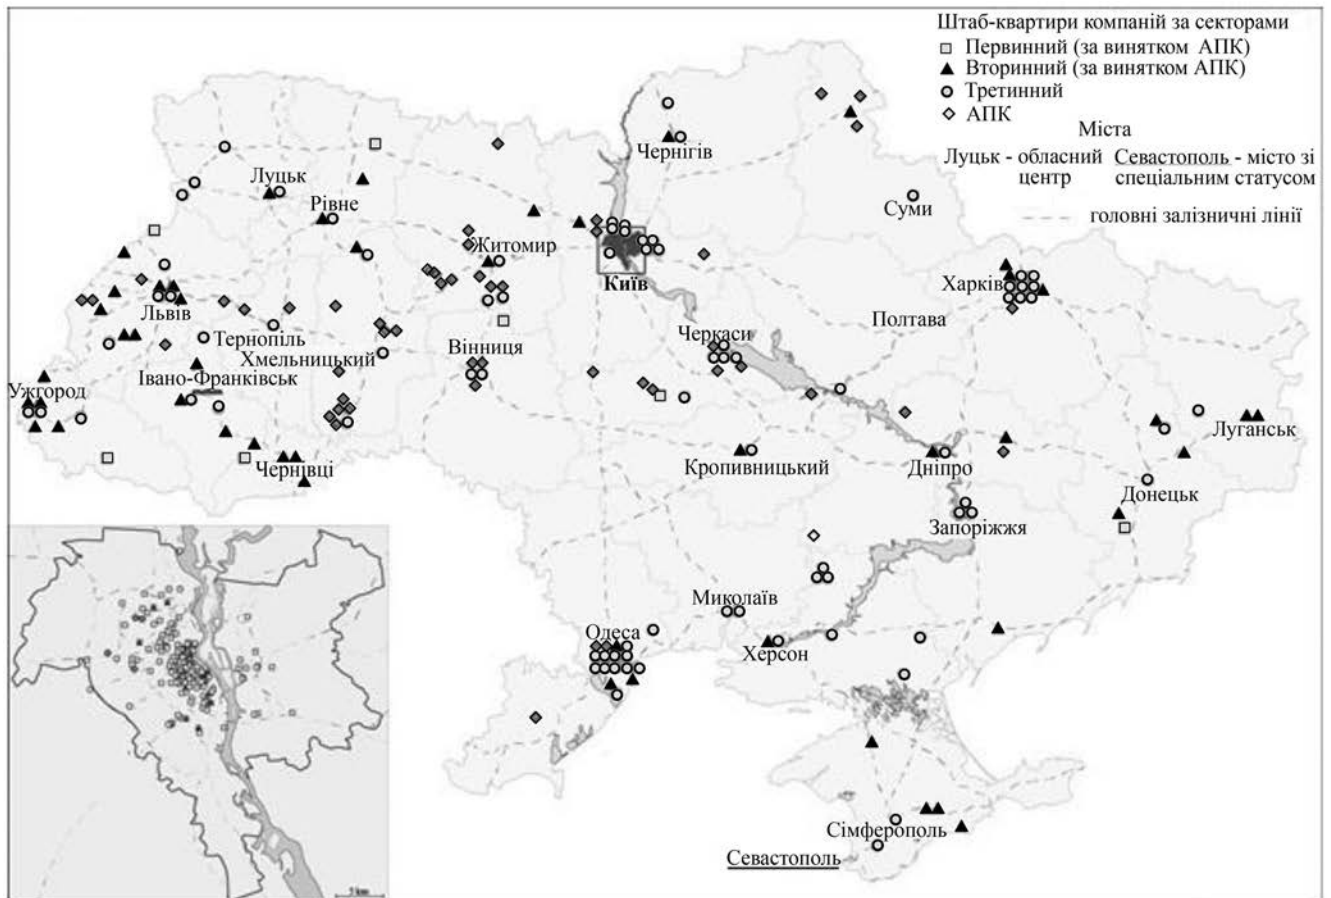 Штаб-квартири компаній за секторами
Первинний (за винятком АПК)
Вторинний (за винятком АПК)
Третинний
АПК
Міста
Луцьк - обласний центр
Севастополь - місто зі спеціальним статусом
головні залізничні лінії
Чернігів
Луцьк
Рівне
Суми
Житомир
Київ
Харків
Львів
Полтава
Тернопіль
Черкаси
Хмельницький
Вінниця
Івано-Франківськ
Ужгород
Луганськ
Чернівці
Кропивницький
Дніпро
Донецьк
Запоріжжя
Миколаїв
Одеса
Херсон
Сімферополь
Севастополь
5 km